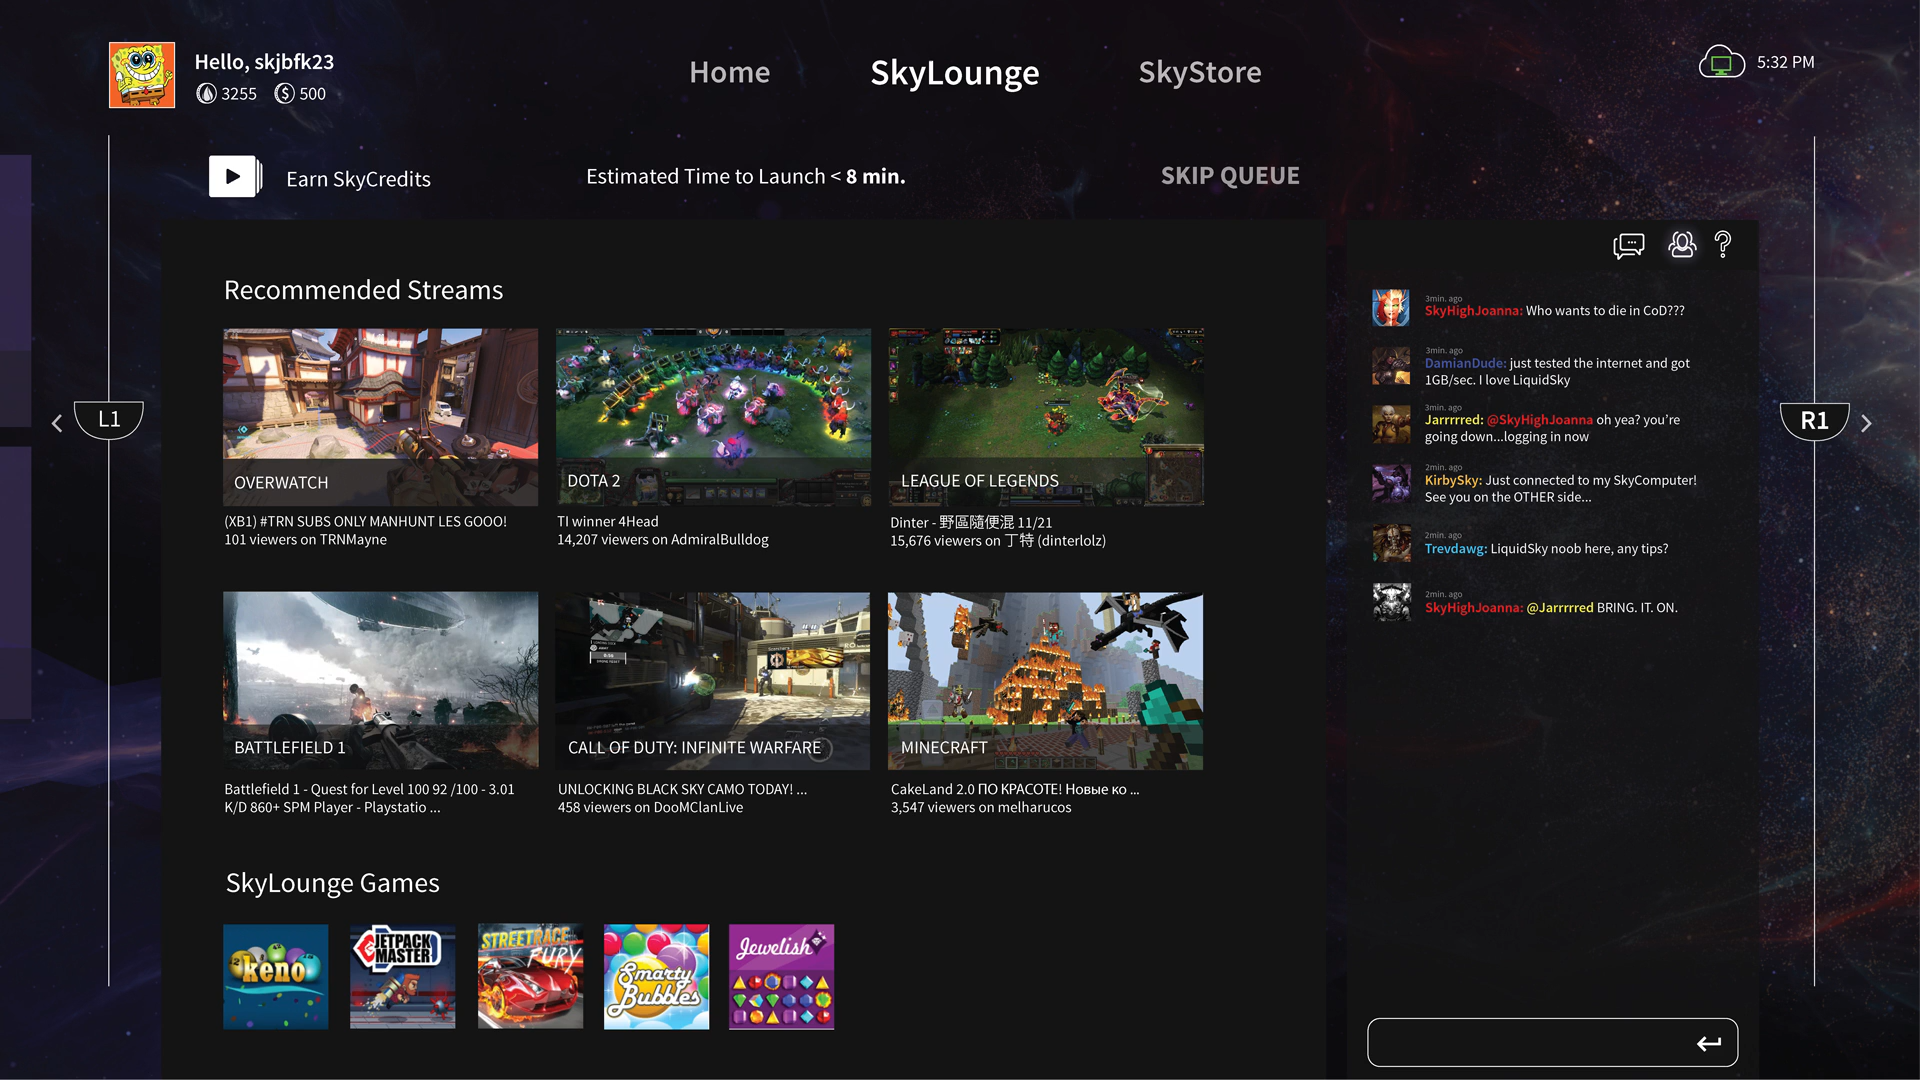 Hello, skjbfk23
3255 500
Home SkyLounge SkyStore
5:32 PM
Earn SkyCredits
Estimated Time to Launch < 8 min.
SKIP QUEUE
L1
R1
Recommended Streams
OVERWATCH
(XB1) #TRN SUBS ONLY MANHUNT LES GOOO!
101 viewers on TRNMayne
DOTA 2
TI winner 4Head
14,207 viewers on AdmiralBulldog
LEAGUE OF LEGENDS
Dinter - 野區隨便混 11/21
15,676 viewers on 丁特 (dinterlolz)
BATTLEFIELD 1
Battlefield 1 - Quest for Level 100 92 /100 - 3.01
K/D 860+ SPM Player - Playstatio ...
CALL OF DUTY: INFINITE WARFARE
UNLOCKING BLACK SKY CAMO TODAY! ...
458 viewers on DooMClanLive
MINECRAFT
CakeLand 2.0 ПО КРАСОТЕ! Новые ко ...
3,547 viewers on melharucos
SkyLounge Games
keno
JETPACK
MASTER
STREETRACE
FURY
Smarty
Bubbles
Jewelish
3min. ago
SkyHighJoanna: Who wants to die in CoD???
3min. ago
DamianDude: just tested the internet and got
1GB/sec. I love LiquidSky
3min. ago
Jarrrrred: @SkyHighJoanna oh yea? you're
going down...logging in now
2min. ago
KirbySky: Just connected to my SkyComputer!
See you on the OTHER side...
2min. ago
Trevdawg: LiquidSky noob here, any tips?
2min. ago
SkyHighJoanna: @Jarrrrred BRING. IT. ON.